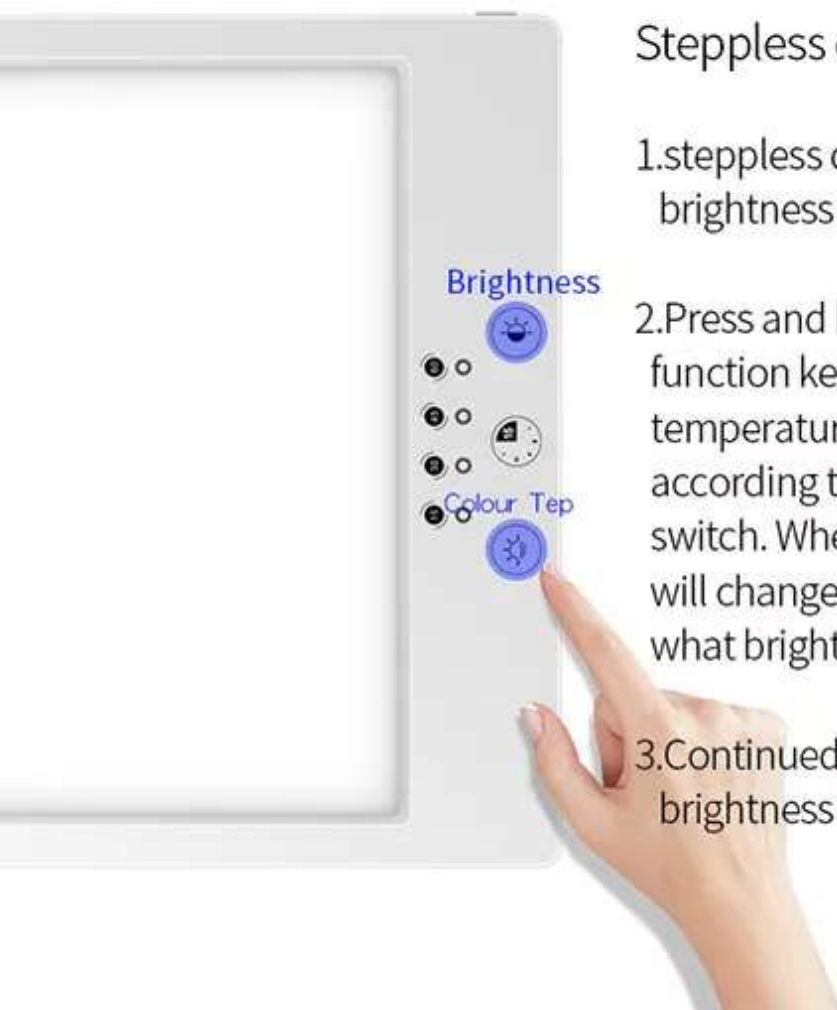 Steppless
1.steppless
brightness
Brightness
2.Press and
function ke
temperatur
according t
switch. Whe
will change
what bright
Colour Tep
3.Continued
brightness